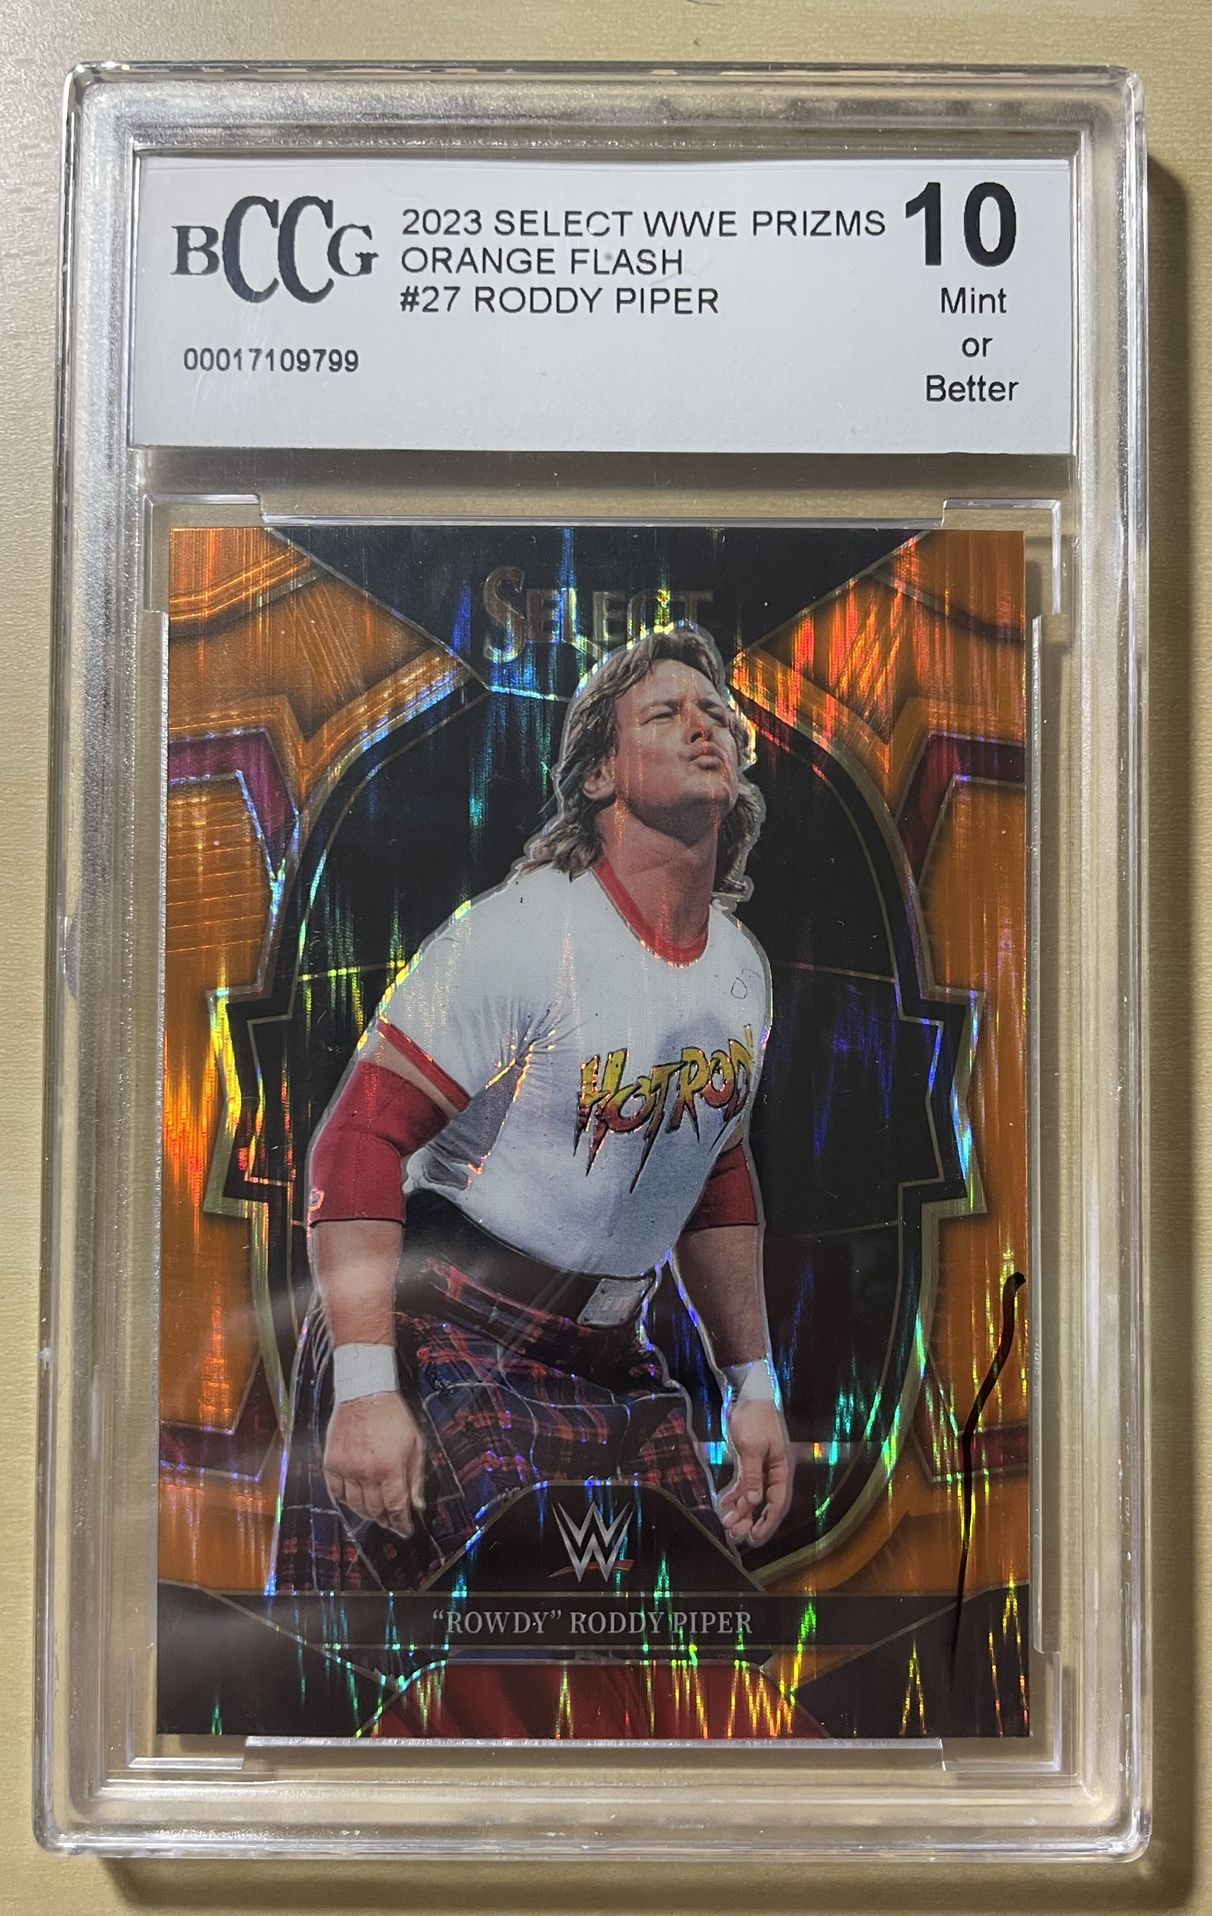 BCCG
2023 SELECT WWE PRIZMS
ORANGE FLASH
#27 RODDY PIPER
00017109799
10
Mint
or
Better
SELECT
HOTROD
W
"ROWDY" RODDY PIPER